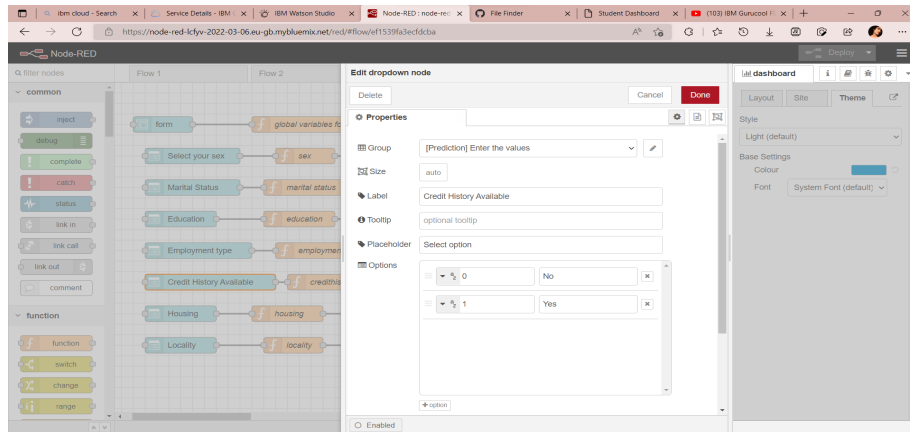 ibm cloud - Search
Service Details - IBM
IBM Watson Studio
Node-RED : node-red
File Finder
Student Dashboard
(103) IBM Gurucool
https://node-red-lcfyv-2022-03-06.eu-gb.mybluemix.net/red/#flow/ef1539fa3ecfdcba
Node-RED
Deploy
filter nodes
Flow 1
Flow 2
Edit dropdown node
dashboard
common
Delete
Cancel
Done
Layout
Site
Theme
inject
form
global variables fo
Properties
Style
debug
Light (default)
complete
Select your sex
sex
Group
[Prediction] Enter the values
Base Settings
Colour
catch
Marital Status
marital status
Size
auto
Font
System Font (default)
status
Label
Credit History Available
link in
Education
education
Tooltip
optional tooltip
link call
Employment type
employmen
Placeholder
Select option
link out
Options
comment
Credit History Available
credithis
0
No
1
Yes
function
Housing
housing
function
Locality
locality
switch
change
range
option
Enabled